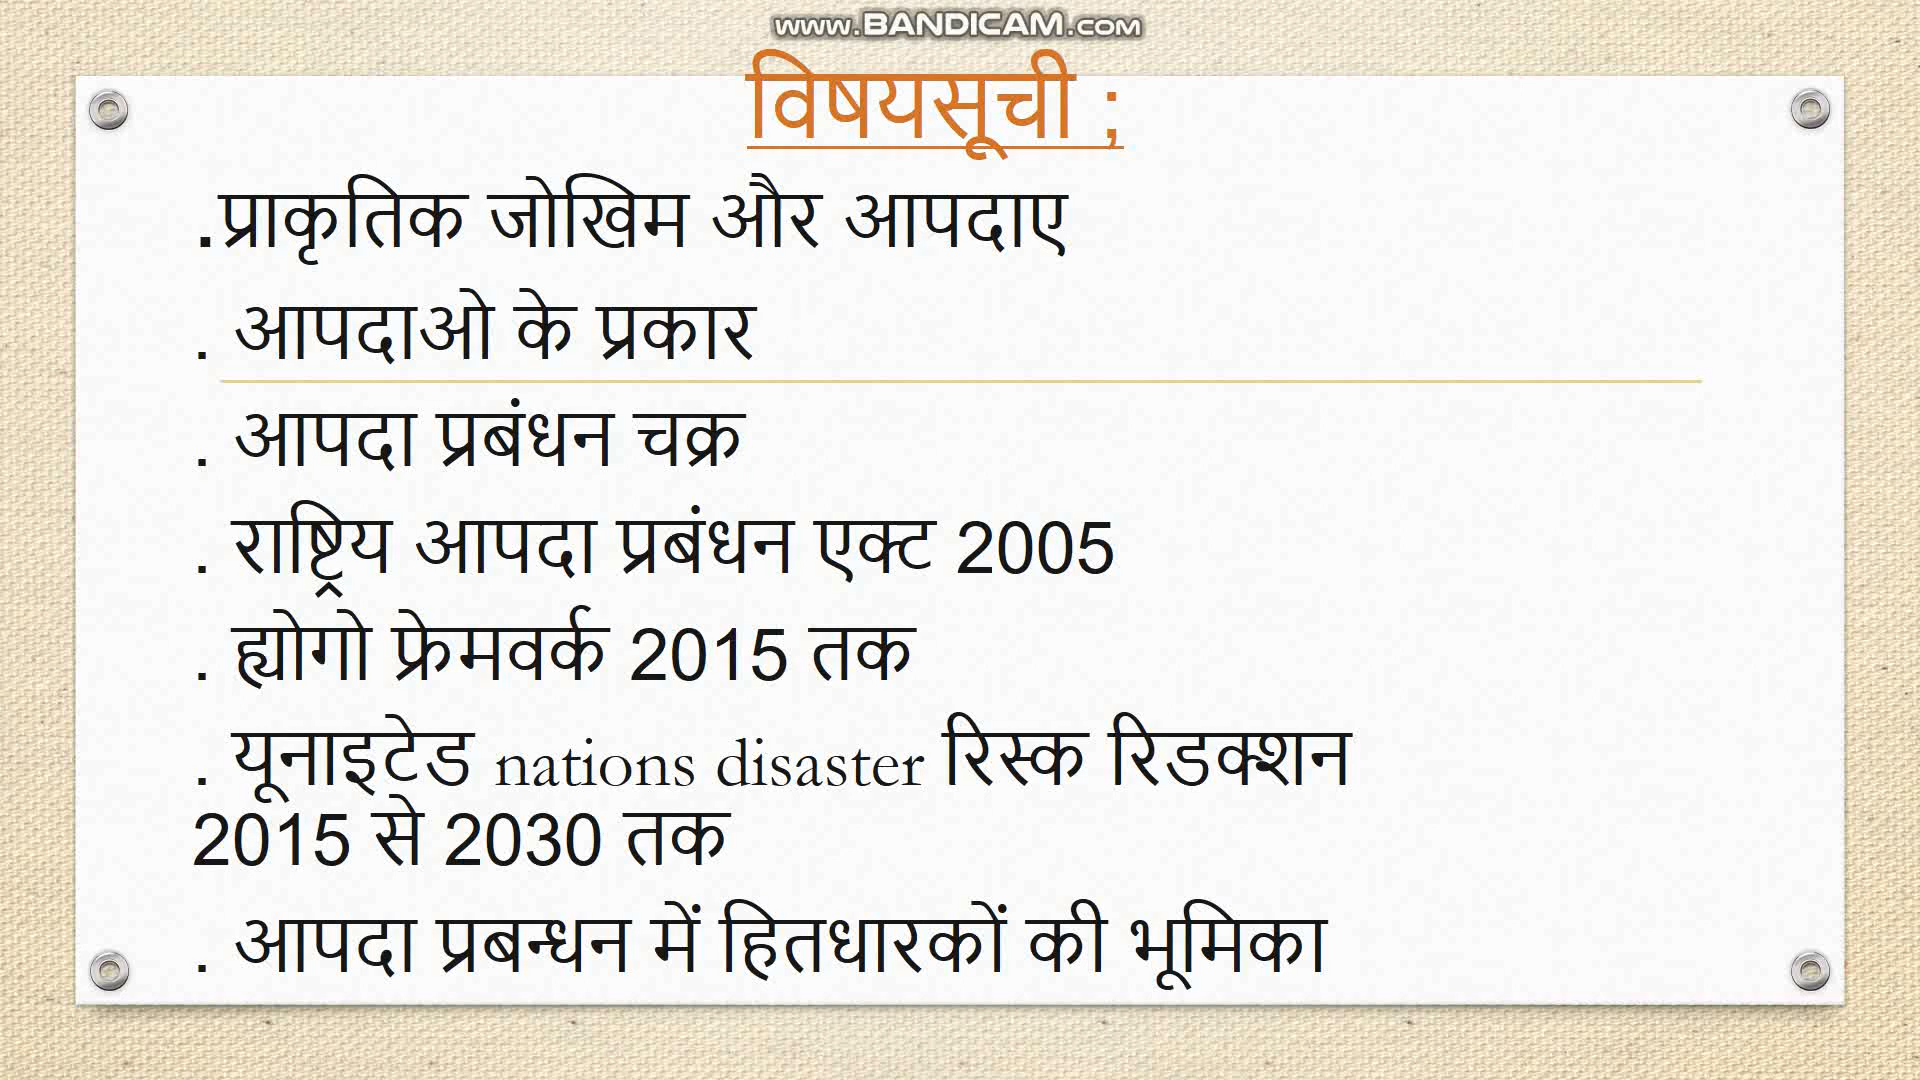 www.BANDICAM.com
विषयसूची ;
.प्राकृतिक जोखिम और आपदाए
. आपदाओ के प्रकार
. आपदा प्रबंधन चक्र
. राष्ट्रिय आपदा प्रबंधन एक्ट 2005
. ह्योगो फ्रेमवर्क 2015 तक
. यूनाइटेड nations disaster रिस्क रिडक्शन
2015 से 2030 तक
. आपदा प्रबन्धन में हितधारकों की भूमिका